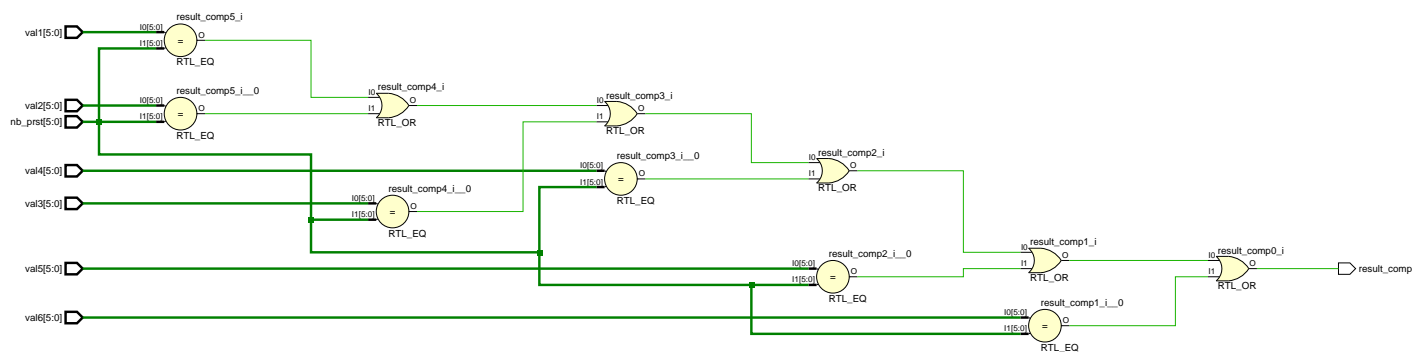 result_comp5_i
val1[5:0]
I0[5:0]
I1[5:0]
=
O
RTL_EQ
val2[5:0]
nb_prst[5:0]
result_comp5_i__0
I0[5:0]
I1[5:0]
=
O
RTL_EQ
result_comp4_i
I0
I1
O
RTL_OR
result_comp3_i
I0
I1
O
RTL_OR
val4[5:0]
result_comp3_i__0
I0[5:0]
I1[5:0]
=
O
RTL_EQ
result_comp2_i
I0
I1
O
RTL_OR
val3[5:0]
result_comp4_i__0
I0[5:0]
I1[5:0]
=
O
RTL_EQ
val5[5:0]
result_comp2_i__0
I0[5:0]
I1[5:0]
=
O
RTL_EQ
result_comp1_i
I0
I1
O
RTL_OR
result_comp0_i
I0
I1
O
RTL_OR
result_comp
val6[5:0]
result_comp1_i__0
I0[5:0]
I1[5:0]
=
O
RTL_EQ